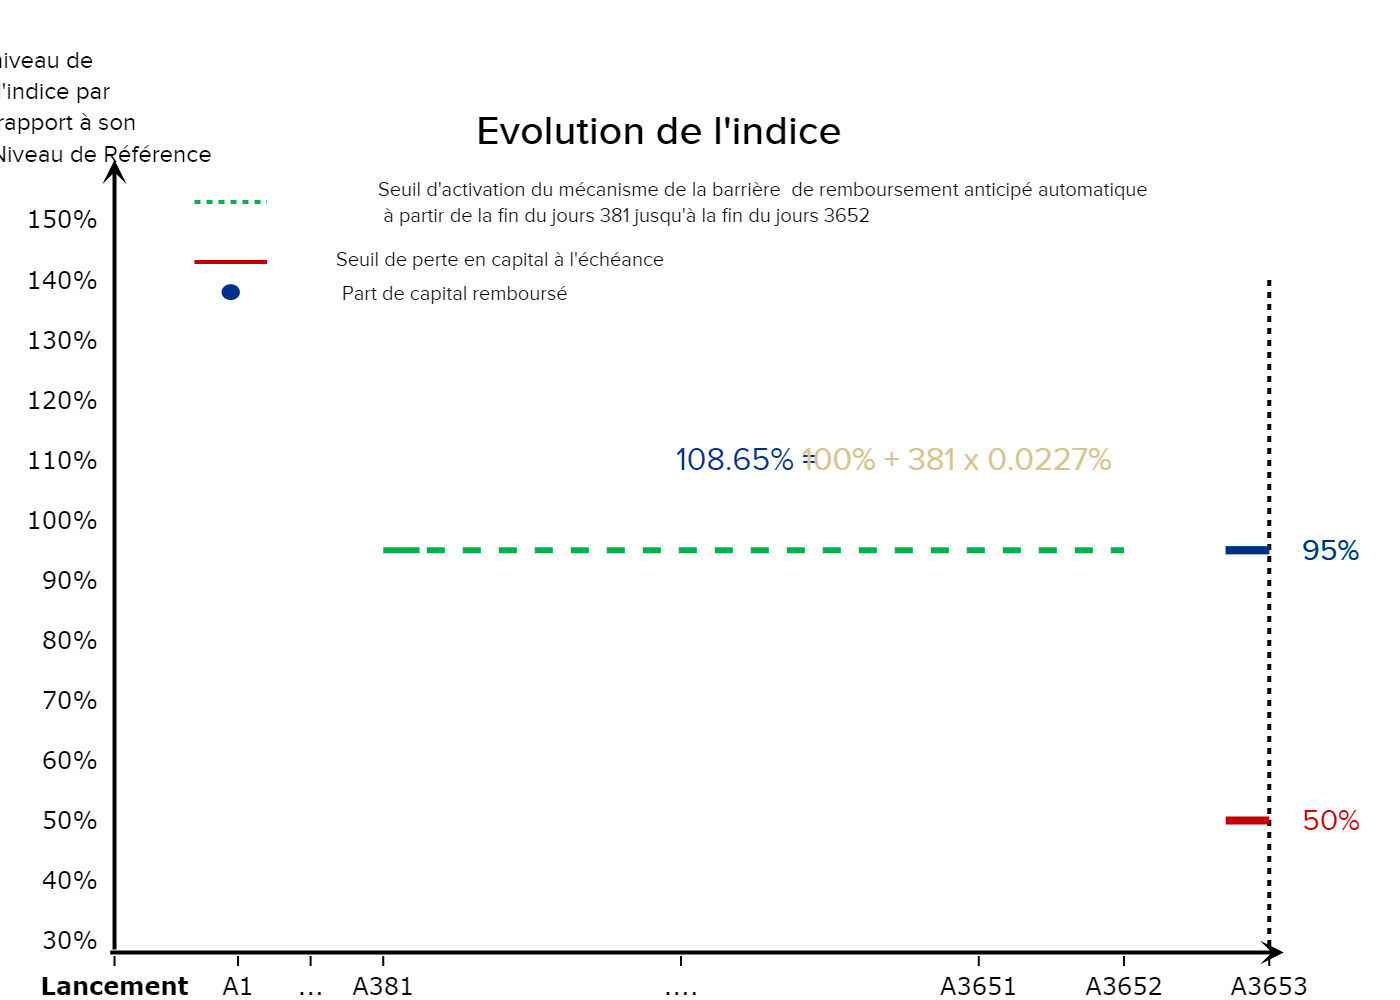 niveau de
l'indice par
rapport à son
Niveau de Référence
Evolution de l'indice
Seuil d'activation du mécanisme de la barrière de remboursement anticipé automatique
à partir de la fin du jours 381 jusqu'à la fin du jours 3652
Seuil de perte en capital à l'échéance
Part de capital remboursé
150%
140%
130%
120%
110%
108.65% = 100% + 381 x 0.0227%
100%
95%
90%
80%
70%
60%
50%
50%
40%
30%
Lancement A1 ... A381 .... A3651 A3652 A3653